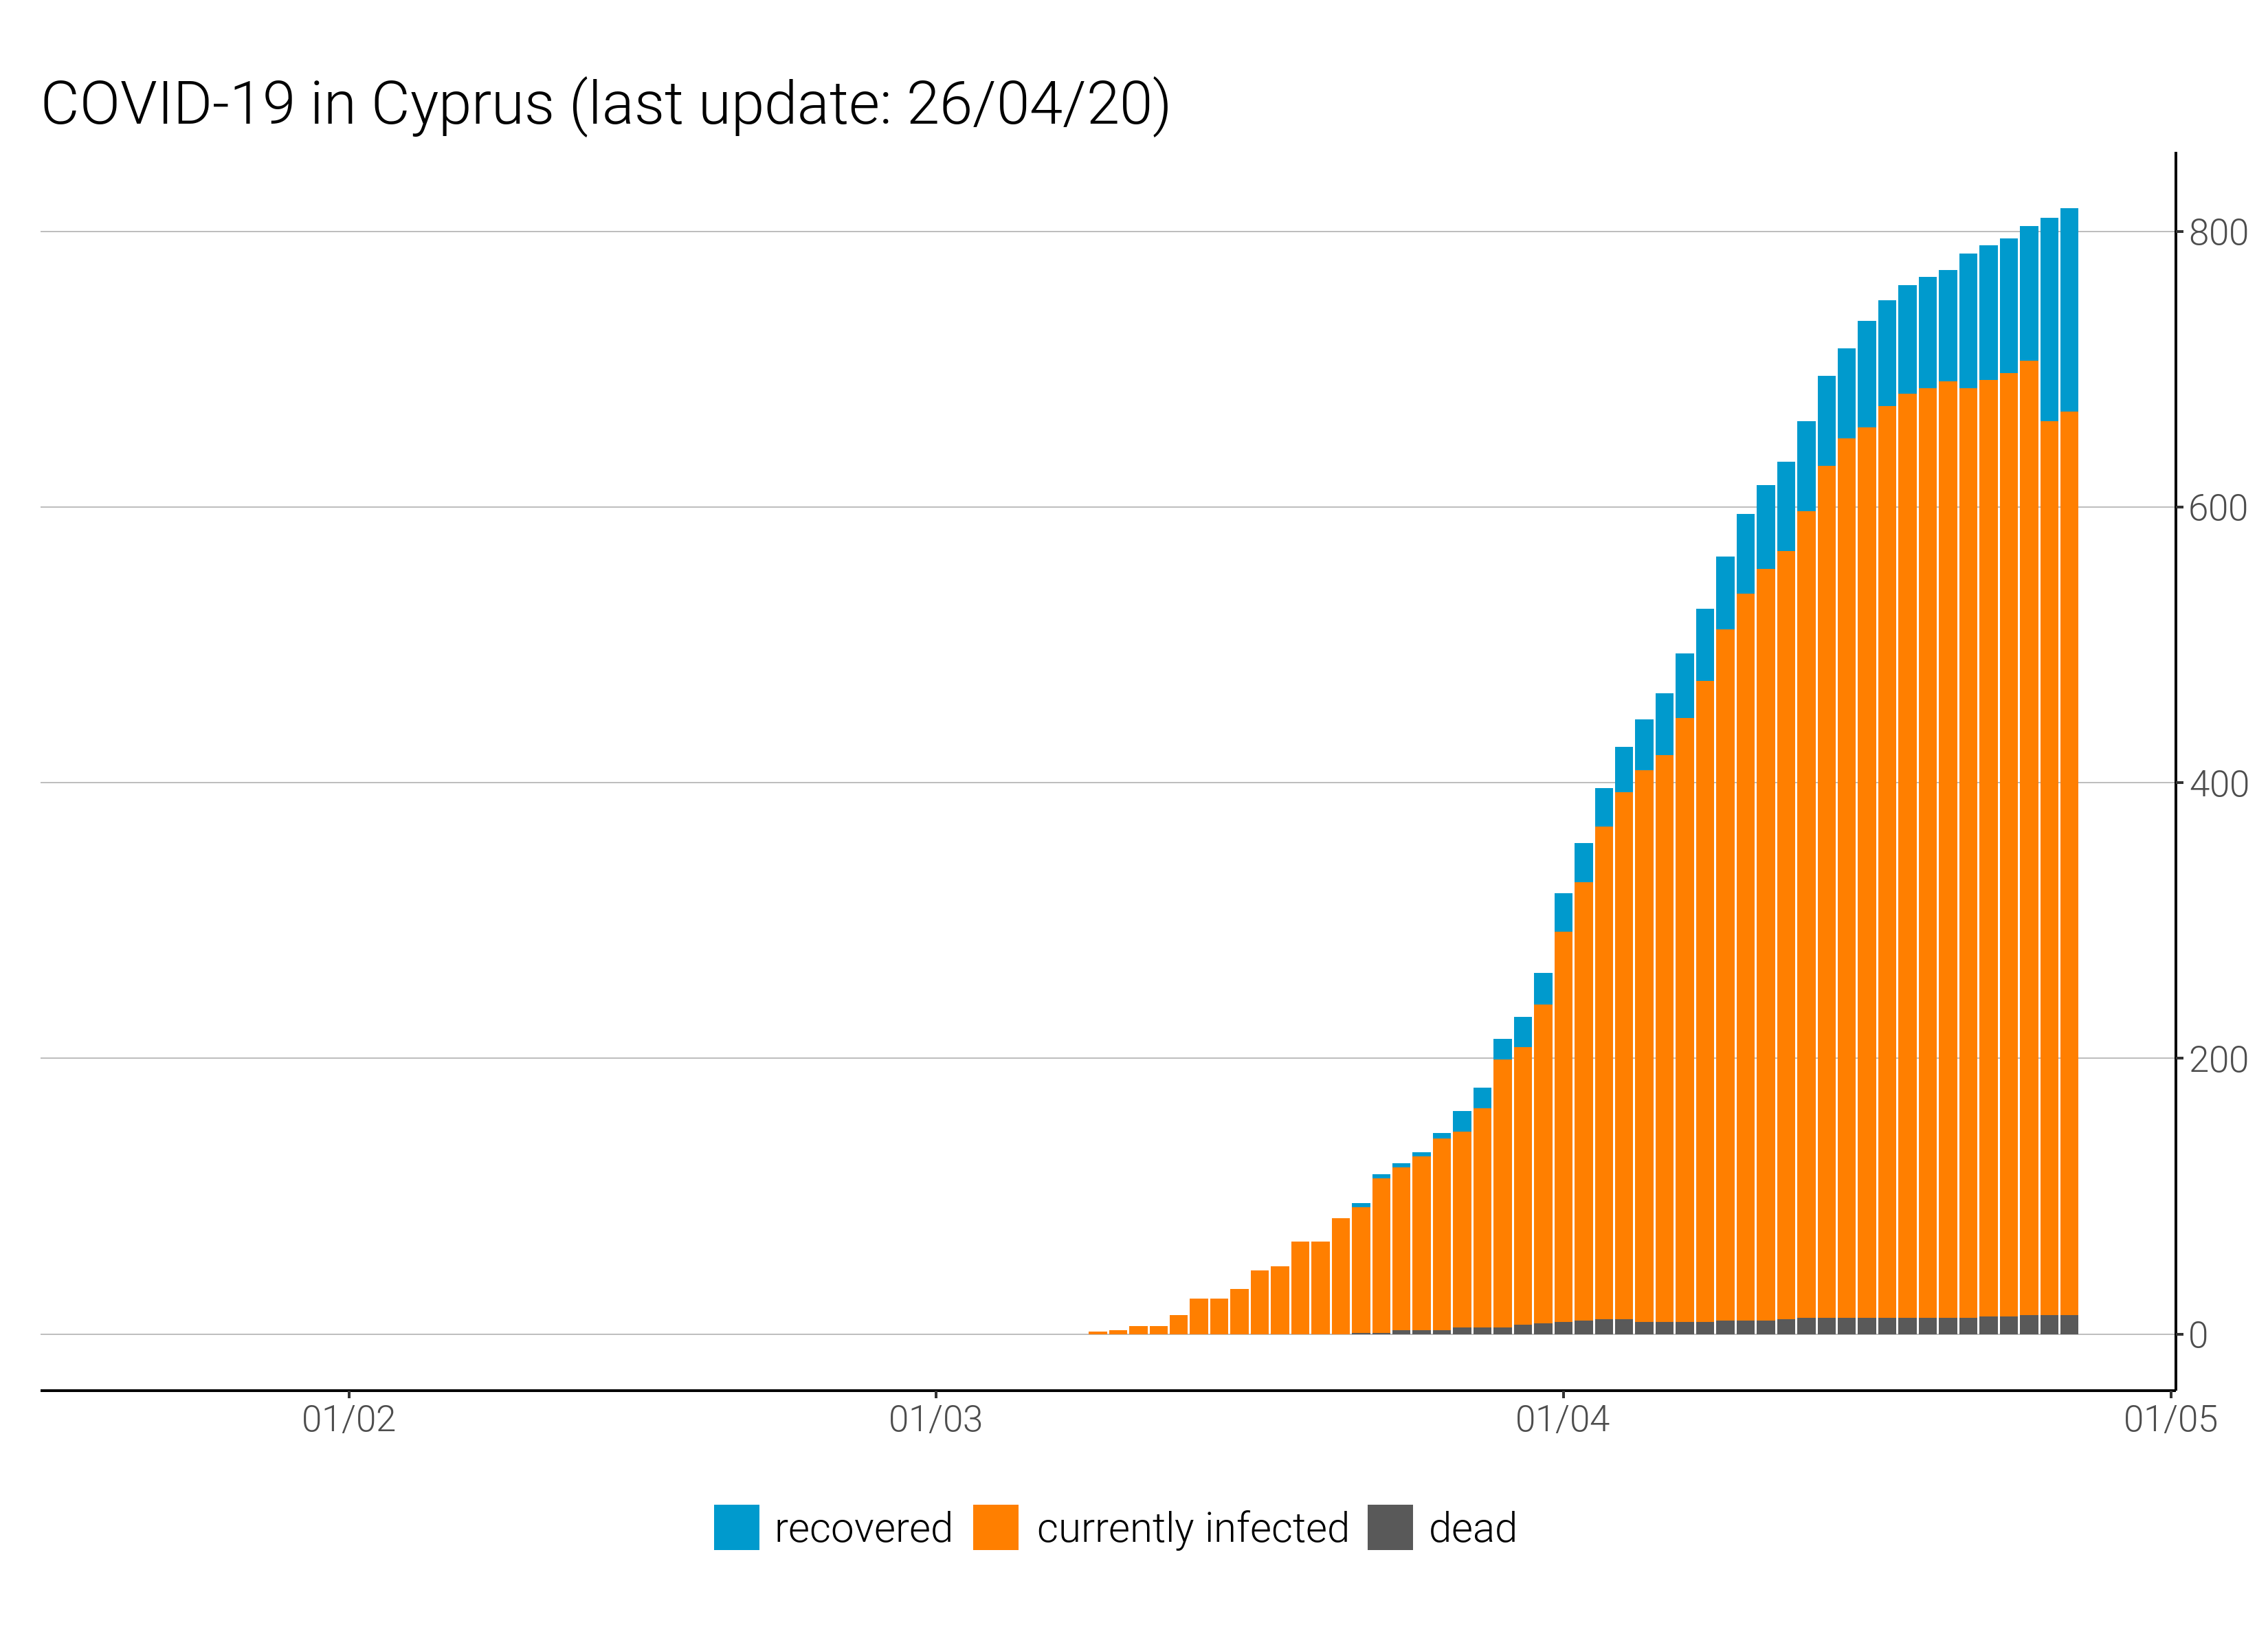 COVID-19 in Cyprus (last update: 26/04/20)
800
600
400
200
0
01/02 01/03 01/04 01/05
recovered currently infected dead